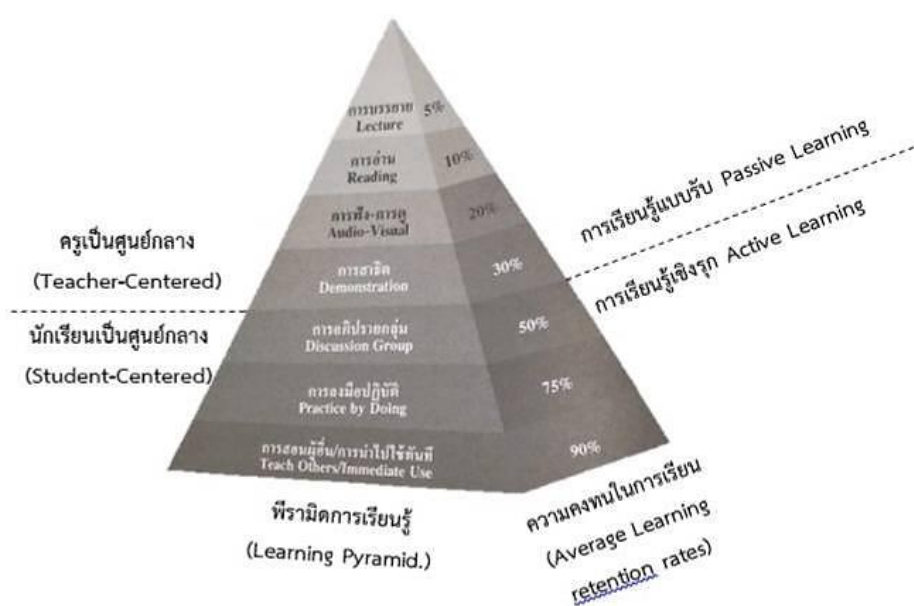 การบรรยาย
Lecture
5%
การอ่าน
Reading
10%
การฟัง-การดู
Audio-Visual
20%
การสาธิต
Demonstration
30%
การอภิปรายกลุ่ม
Discussion Group
50%
การลงมือปฏิบัติ
Practice by Doing
75%
การสอนผู้อื่น/การนำไปใช้ทันที
Teach Others/Immediate Use
90%
ครูเป็นศูนย์กลาง
(Teacher-Centered)
นักเรียนเป็นศูนย์กลาง
(Student-Centered)
การเรียนรู้แบบรับ Passive Learning
การเรียนรู้เชิงรุก Active Learning
พีรามิดการเรียนรู้
(Learning Pyramid.)
ความคงทนในการเรียน
(Average Learning
retention rates)